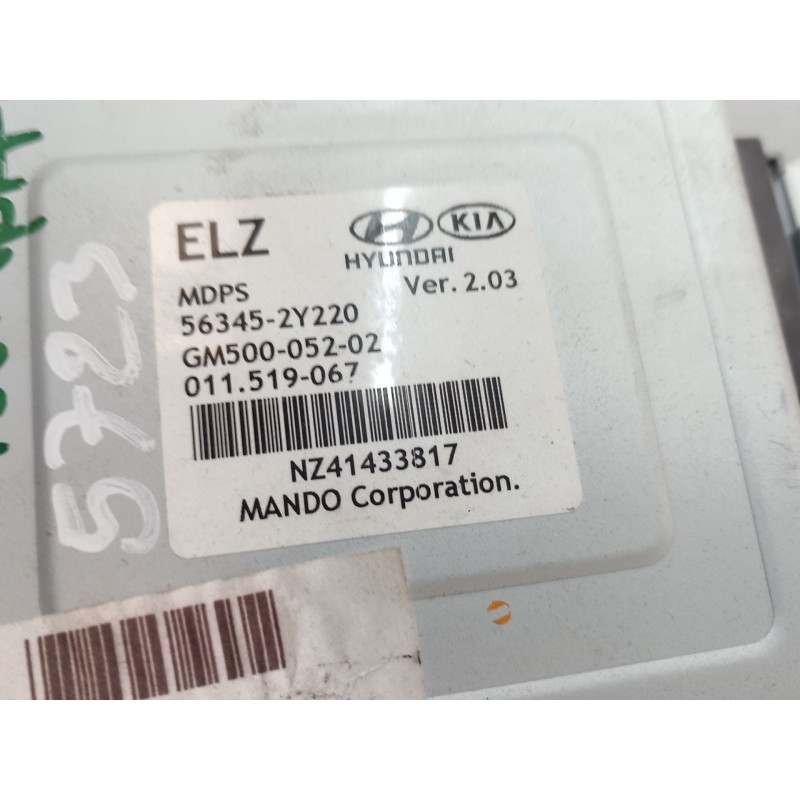 ELZ
HYUNDAI
KIA
MDPS
Ver. 2.03
56345-2Y220
GM500-052-02
011.519-067
NZ41433817
MANDO Corporation.
5723